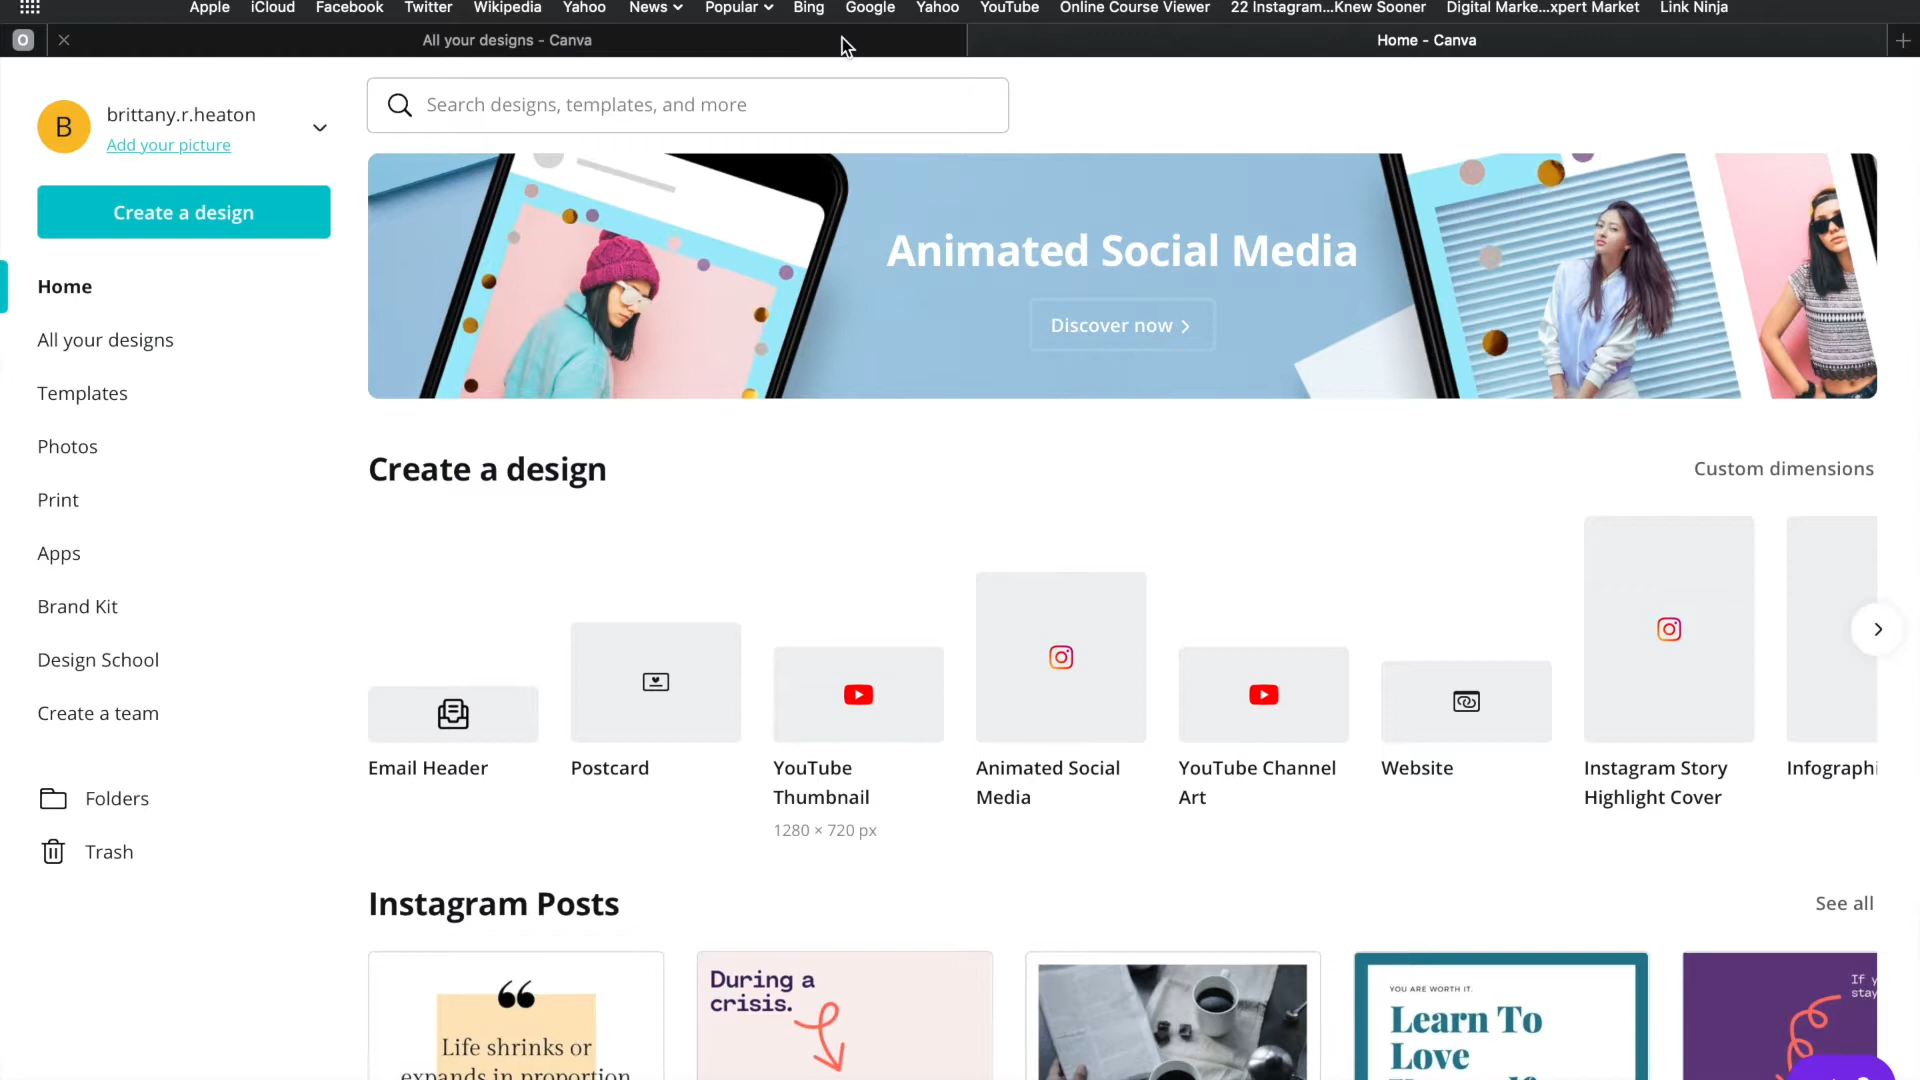 Apple iCloud Facebook Twitter Wikipedia Yahoo News Popular Bing Google Yahoo YouTube Online Course Viewer 22 Instagram...Knew Sooner Digital Marke...xpert Market Link Ninja
O All your designs - Canva Home - Canva
B
brittany.r.heaton
Add your picture
Create a design
Home
All your designs
Templates
Photos
Print
Apps
Brand Kit
Design School
Create a team
Folders
Trash
Search designs, templates, and more
Animated Social Media
Discover now
Create a design
Custom dimensions
Email Header
Postcard
YouTube
Thumbnail
1280 × 720 px
Animated Social
Media
YouTube Channel
Art
Website
Instagram Story
Highlight Cover
Infographi
Instagram Posts
See all
Life shrinks or
expands in proportion
During a
crisis.
YOU ARE WORTH IT.
Learn To
Love
If y
stay